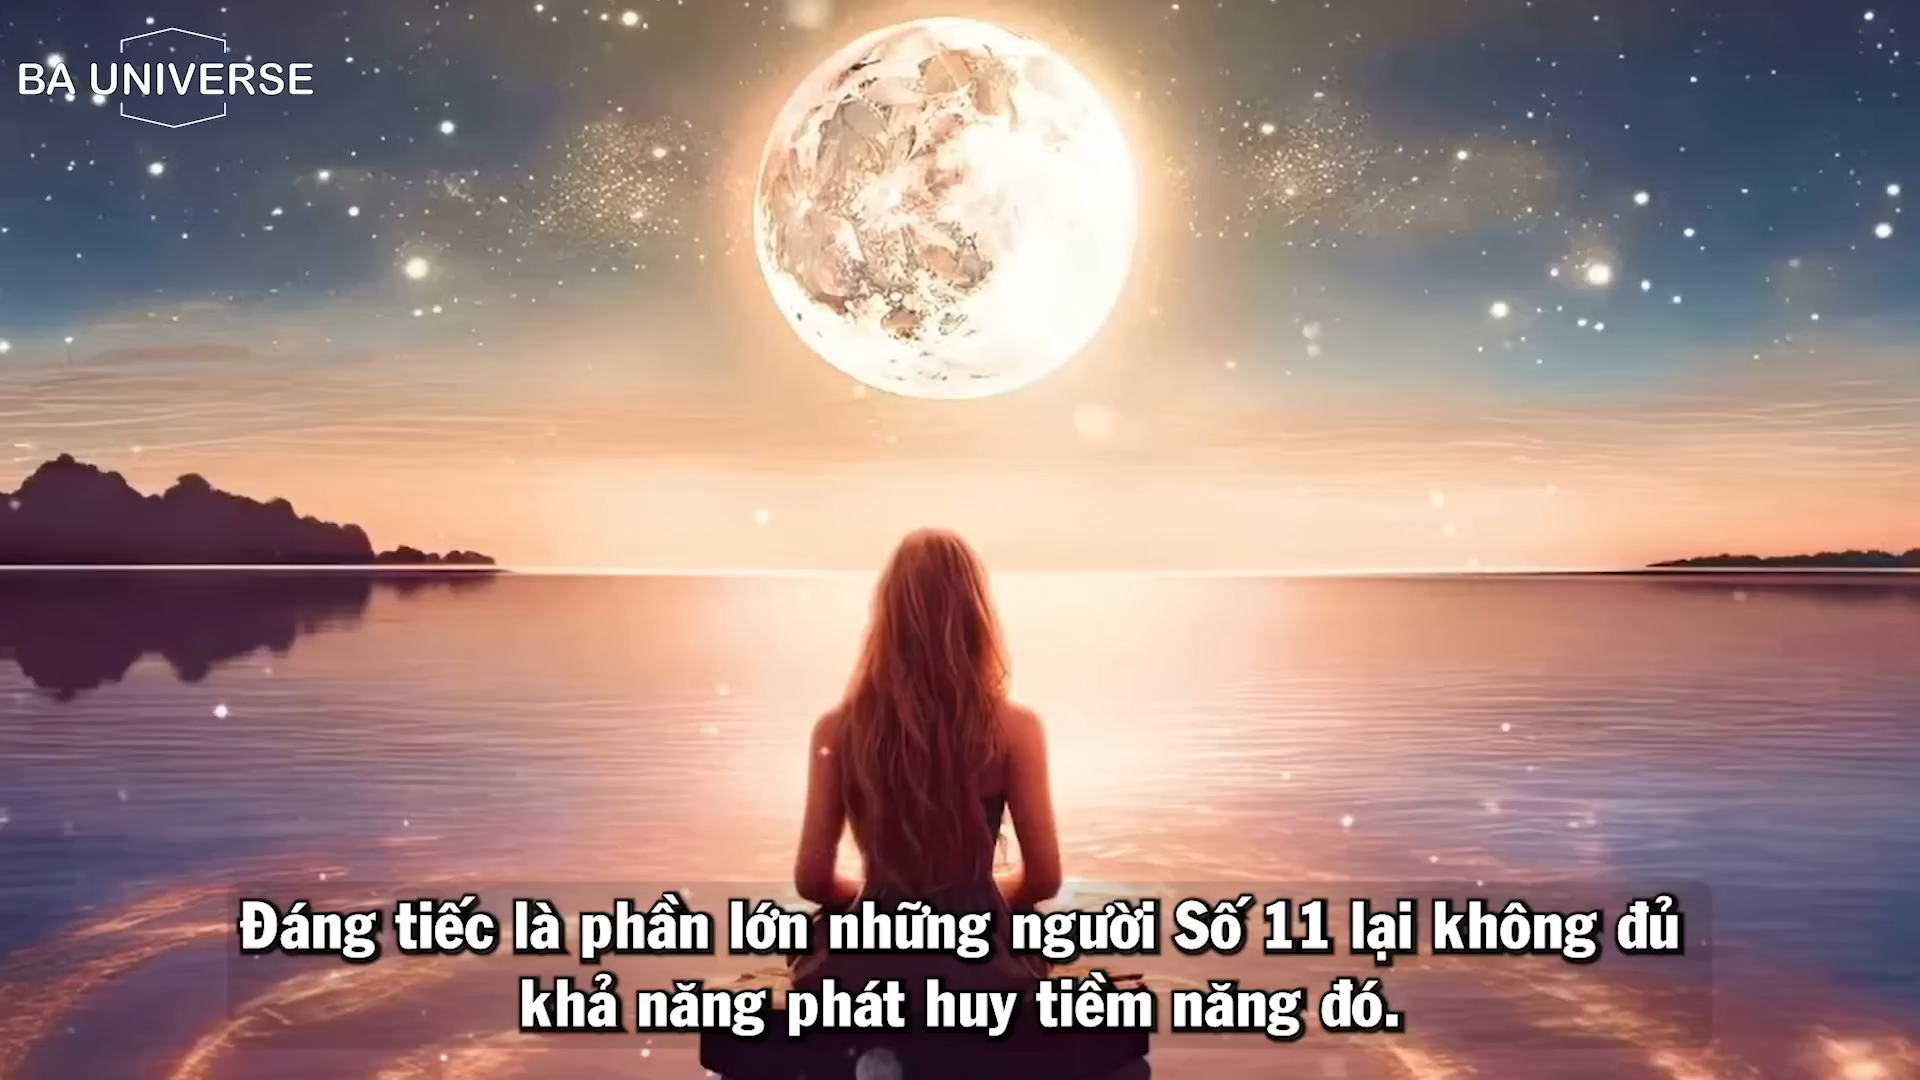 BA UNIVERSE
Đáng tiếc là phần lớn những người Số 11 lại không đủ
khả năng phát huy tiềm năng đó.